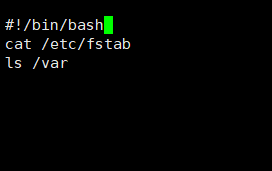 #!/bin/bash
cat /etc/fstab
ls /var